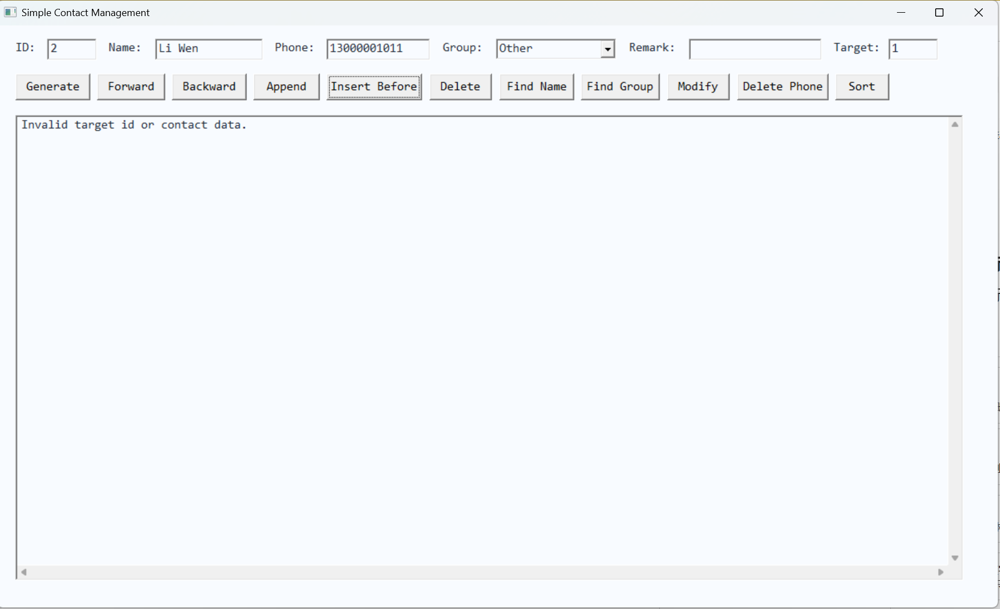 Simple Contact Management
ID: 2 Name: Li Wen Phone: 13000001011 Group: Other Remark: Target: 1
Generate Forward Backward Append Insert Before Delete Find Name Find Group Modify Delete Phone Sort
Invalid target id or contact data.